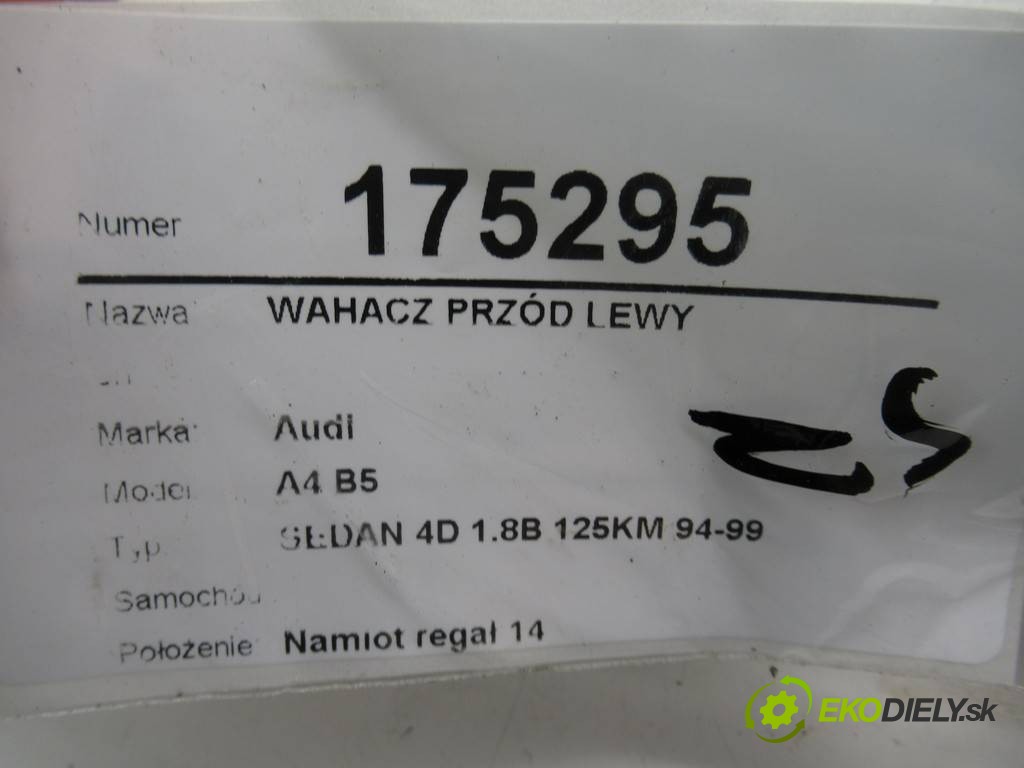 Numer 175295
Nazwa WAHACZ PRZÓD LEWY
Marka: Audi
Model A4 B5
Typ SEDAN 4D 1.8B 125KM 94-99
Samochód
Położenie Namiot regał 14
EKODIELY.sk